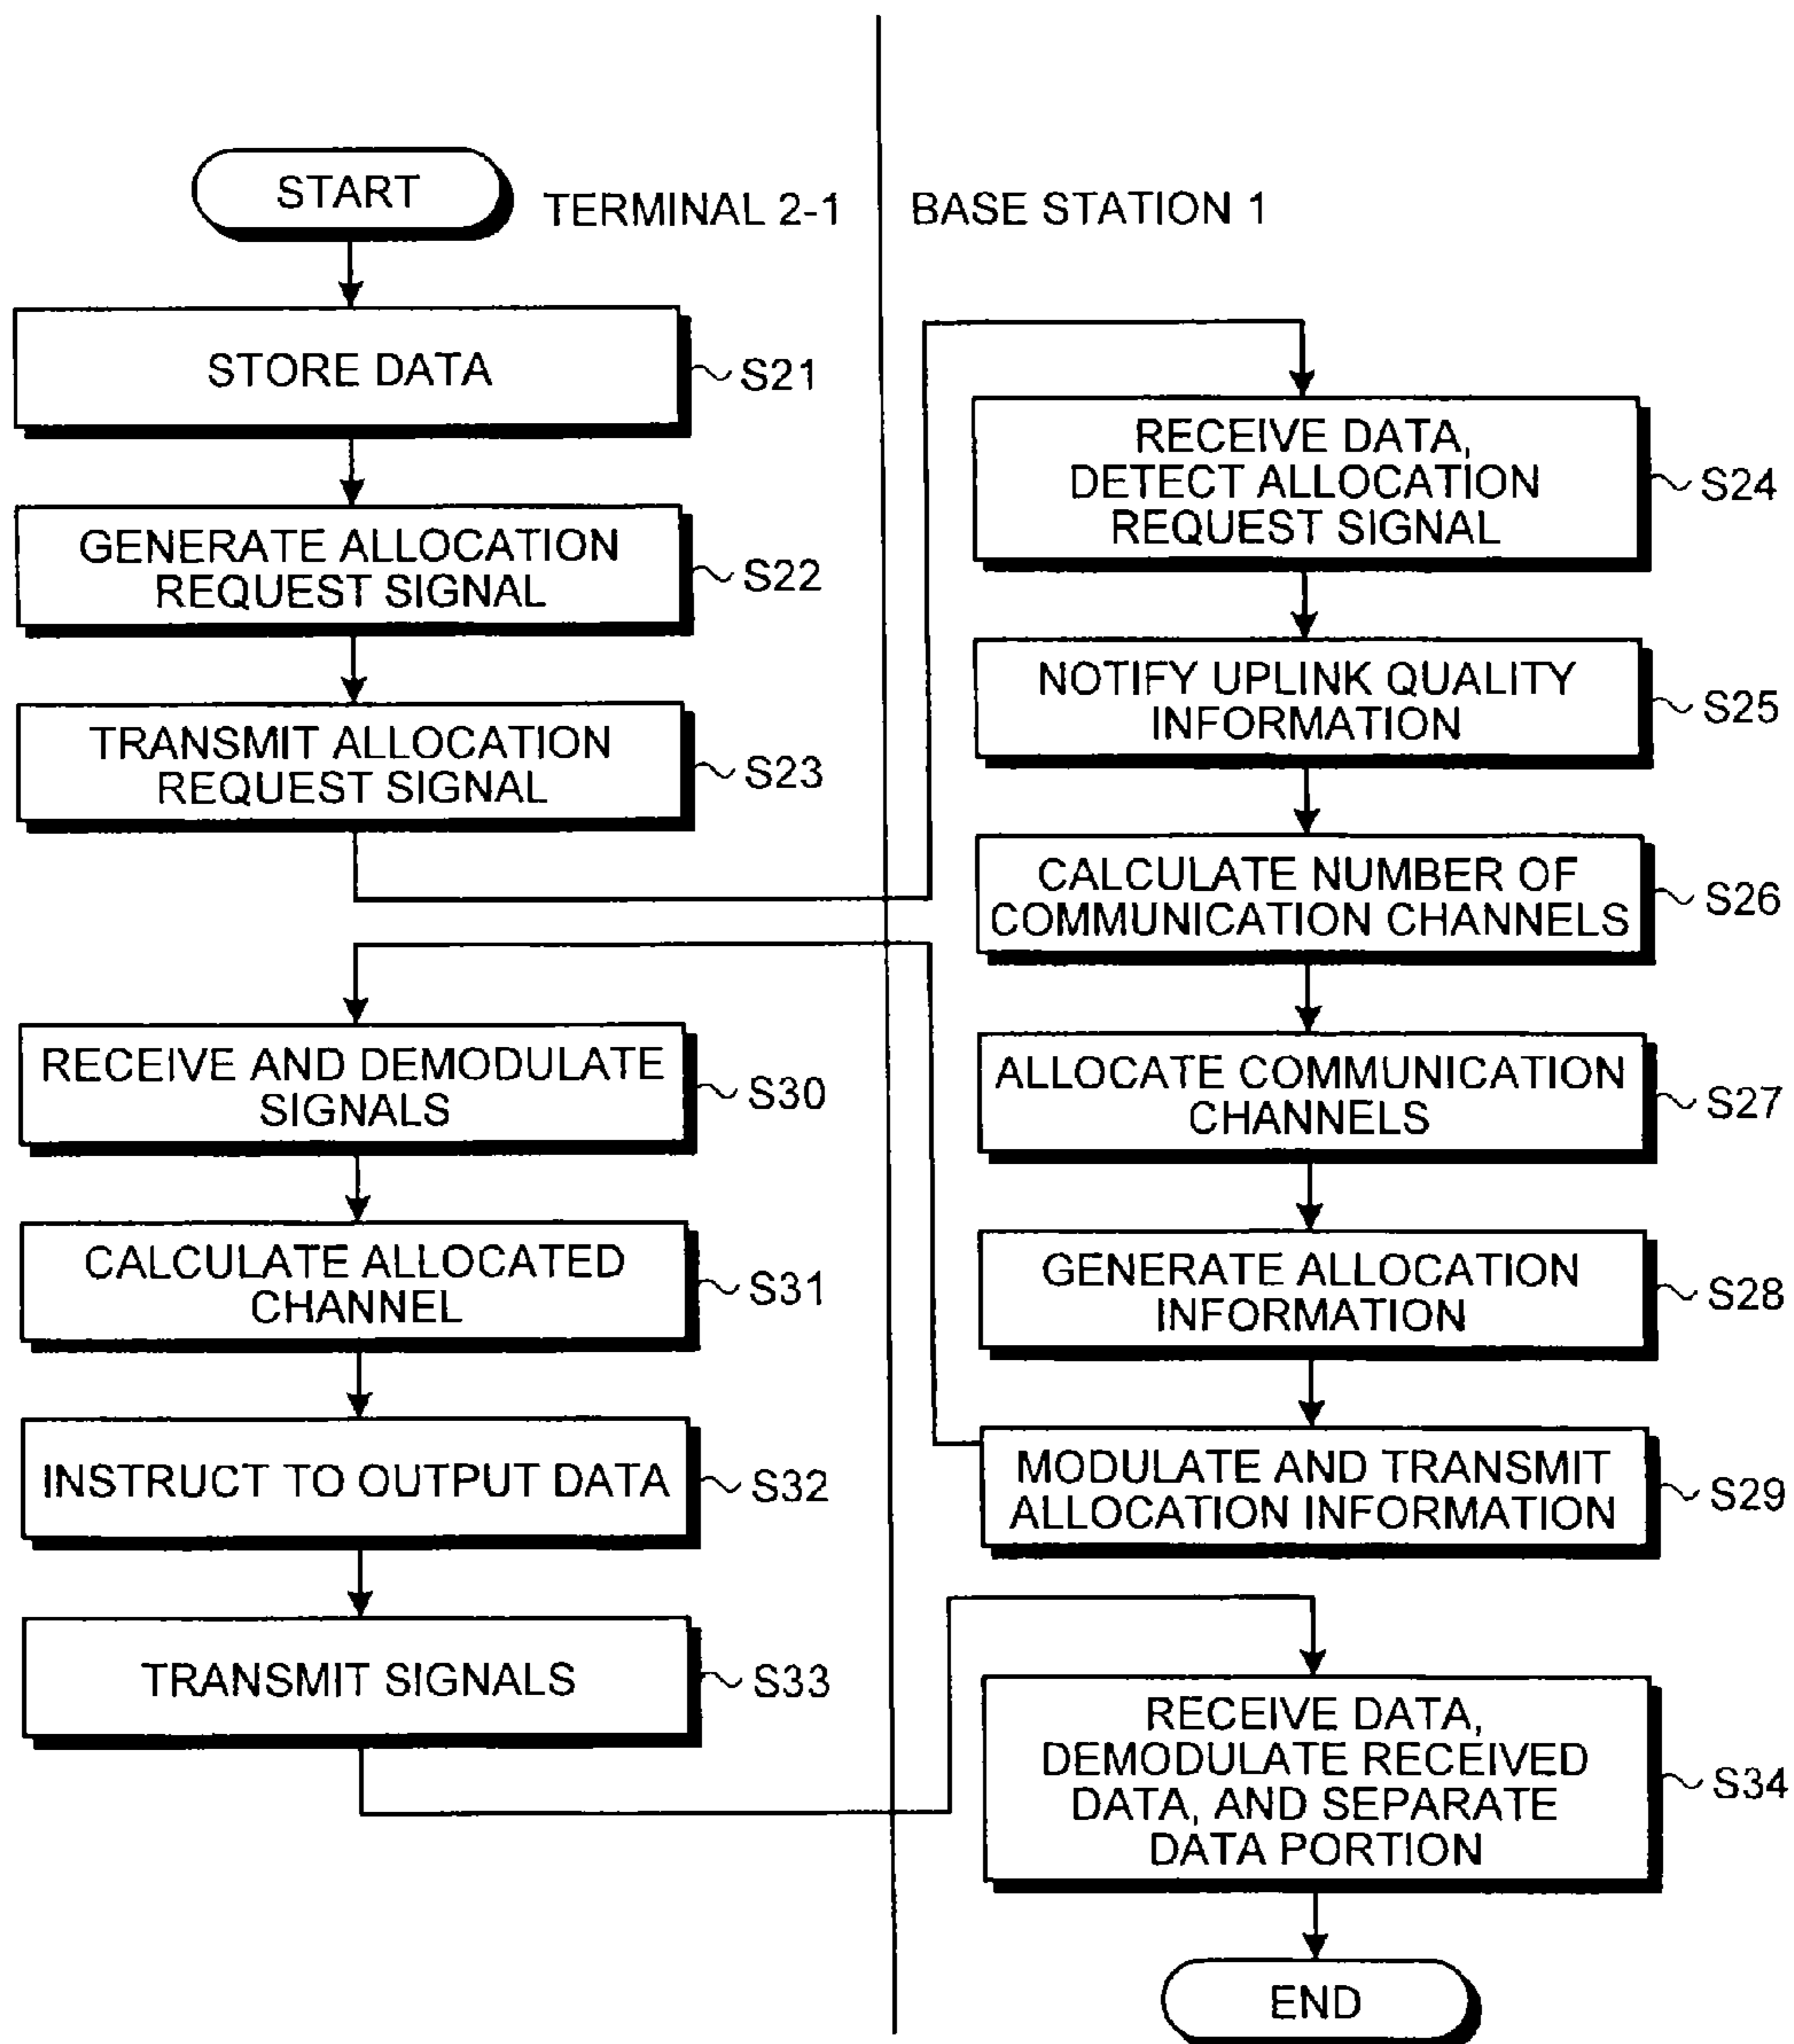 START
TERMINAL 2-1
BASE STATION 1
STORE DATA
S21
GENERATE ALLOCATION
REQUEST SIGNAL
S22
TRANSMIT ALLOCATION
REQUEST SIGNAL
S23
RECEIVE DATA,
DETECT ALLOCATION
REQUEST SIGNAL
S24
NOTIFY UPLINK QUALITY
INFORMATION
S25
CALCULATE NUMBER OF
COMMUNICATION CHANNELS
S26
ALLOCATE COMMUNICATION
CHANNELS
S27
GENERATE ALLOCATION
INFORMATION
S28
MODULATE AND TRANSMIT
ALLOCATION INFORMATION
S29
RECEIVE AND DEMODULATE
SIGNALS
S30
CALCULATE ALLOCATED
CHANNEL
S31
INSTRUCT TO OUTPUT DATA
S32
TRANSMIT SIGNALS
S33
RECEIVE DATA,
DEMODULATE RECEIVED
DATA, AND SEPARATE
DATA PORTION
S34
END